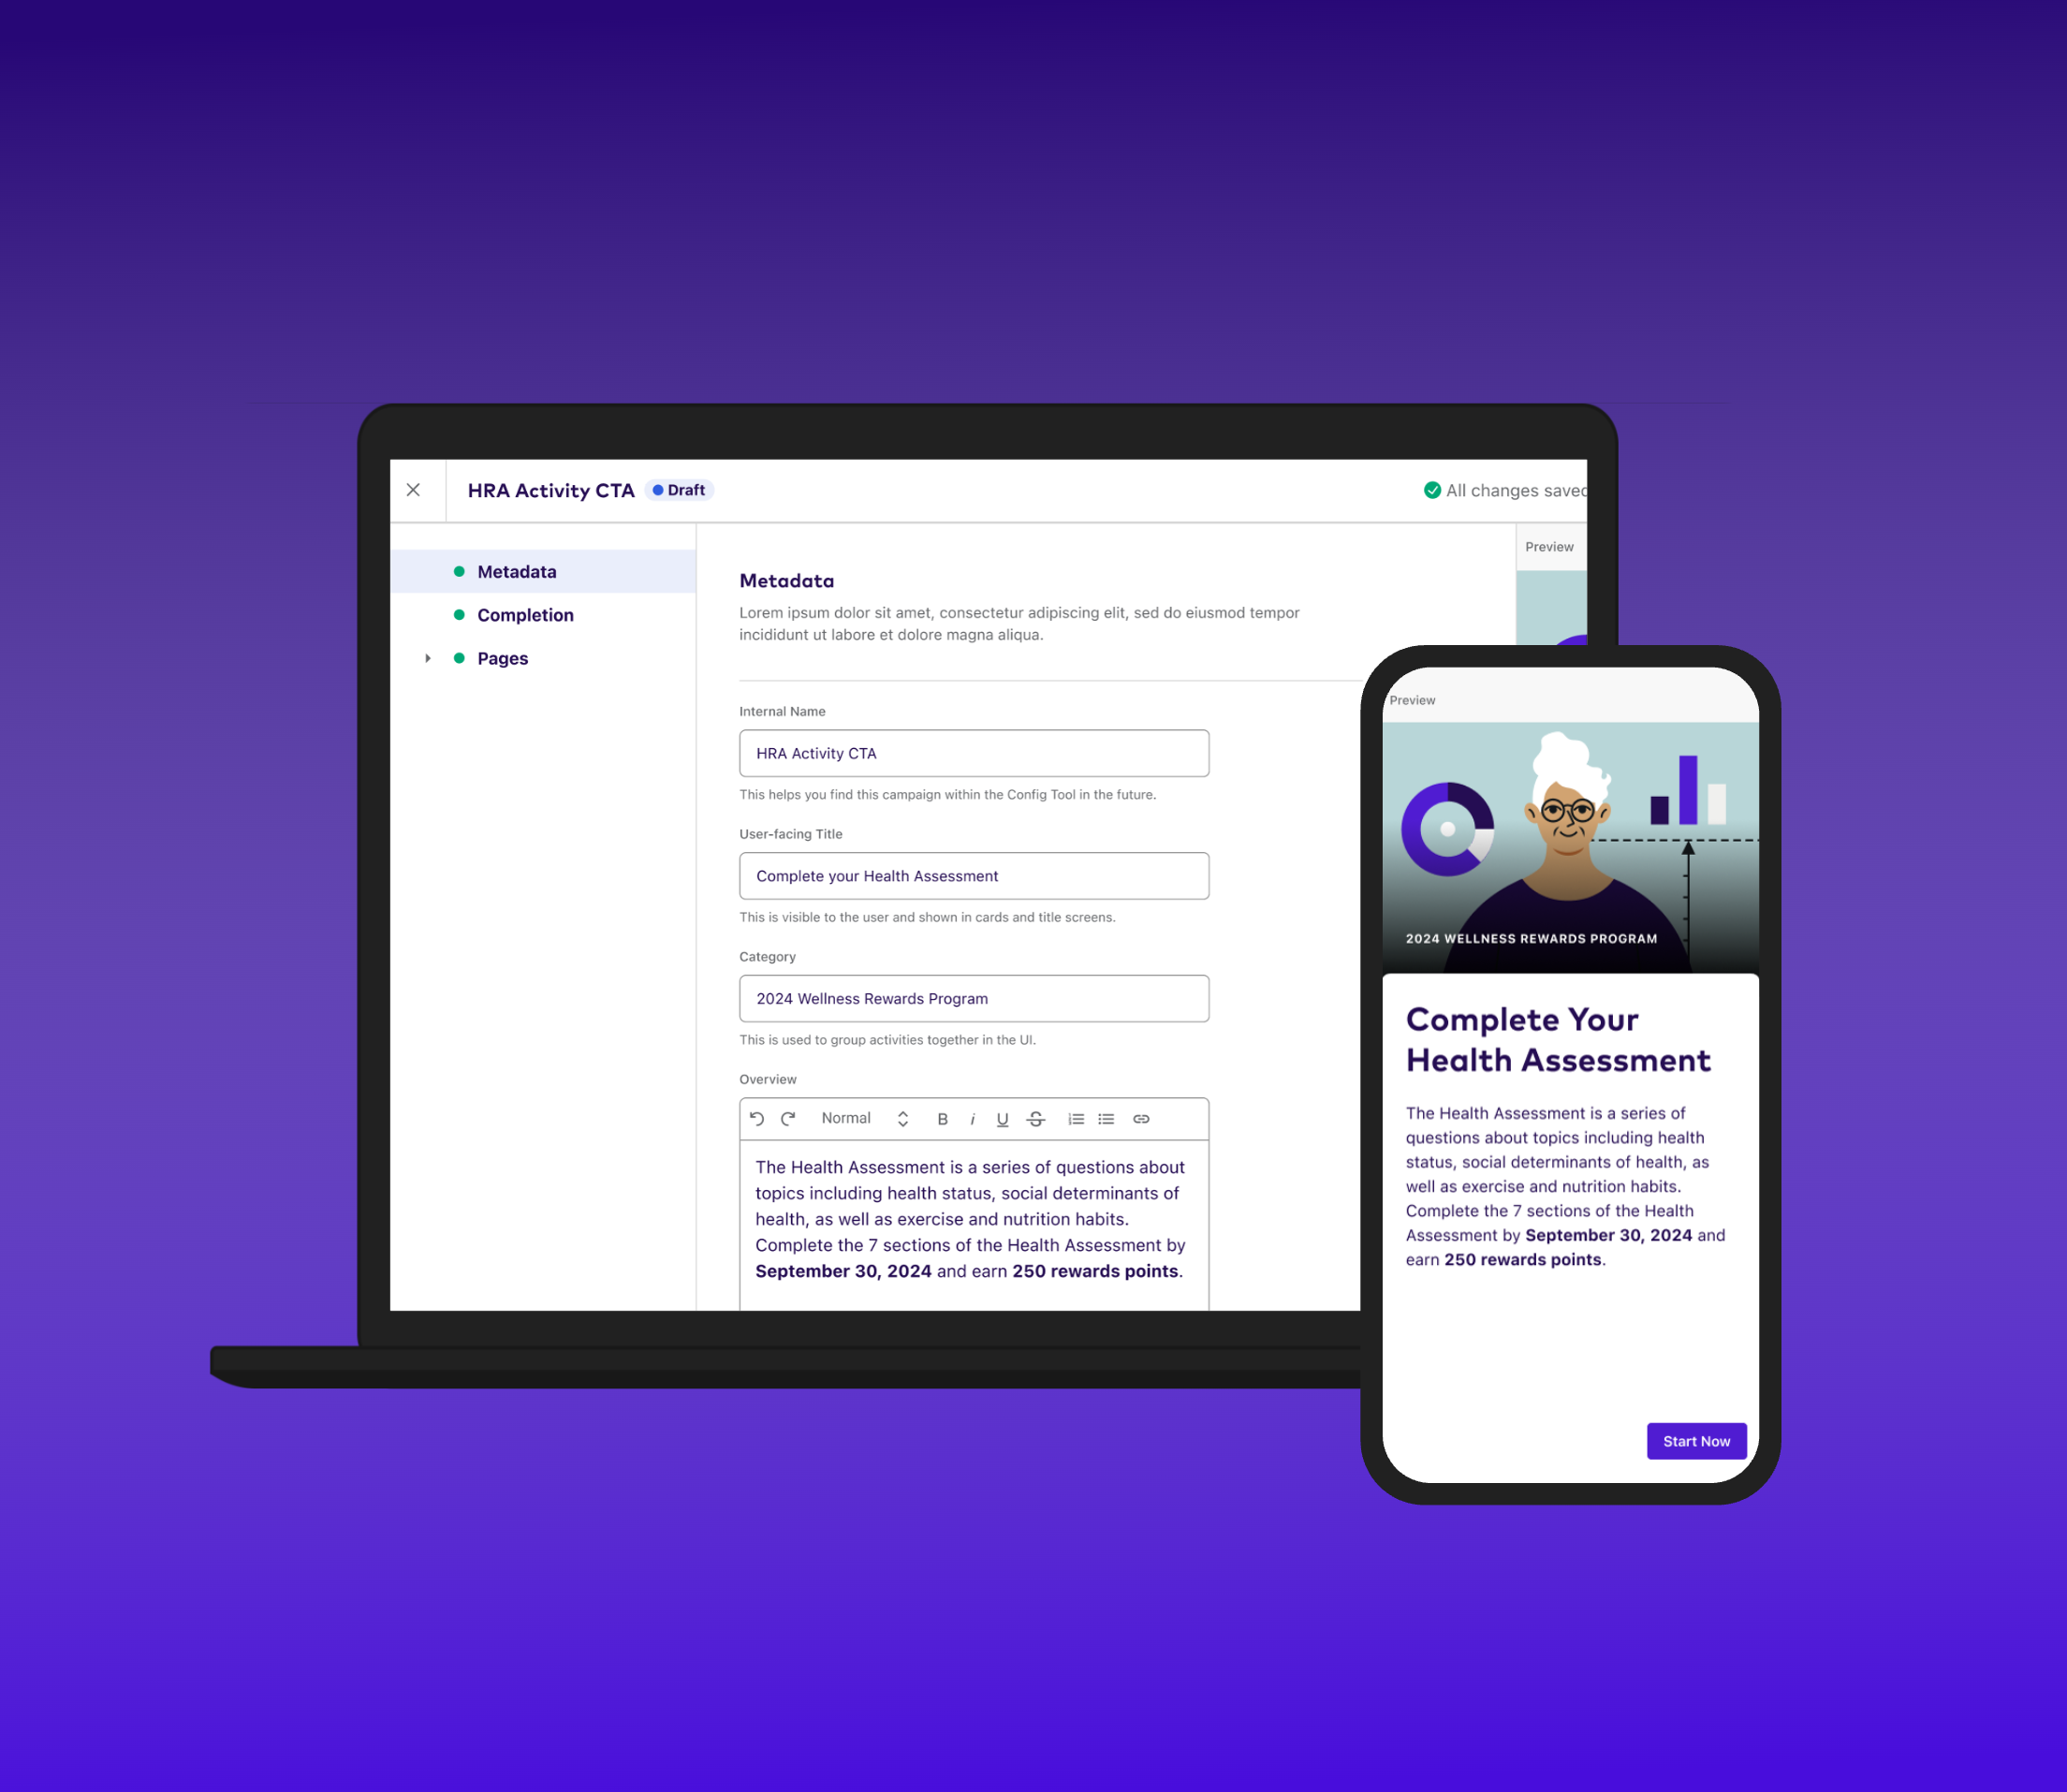 HRA Activity CTA
Draft
All changes saved
Metadata
Completion
Pages
Metadata
Lorem ipsum dolor sit amet, consectetur adipiscing elit, sed do eiusmod tempor
incididunt ut labore et dolore magna aliqua.
Internal Name
HRA Activity CTA
This helps you find this campaign within the Config Tool in the future.
User-facing Title
Complete your Health Assessment
This is visible to the user and shown in cards and title screens.
Category
2024 Wellness Rewards Program
This is used to group activities together in the UI.
Overview
Normal
B i U S
The Health Assessment is a series of questions about
topics including health status, social determinants of
health, as well as exercise and nutrition habits.
Complete the 7 sections of the Health Assessment by
September 30, 2024 and earn 250 rewards points.
Preview
Preview
2024 WELLNESS REWARDS PROGRAM
Complete Your
Health Assessment
The Health Assessment is a series of
questions about topics including health
status, social determinants of health, as
well as exercise and nutrition habits.
Complete the 7 sections of the Health
Assessment by September 30, 2024 and
earn 250 rewards points.
Start Now